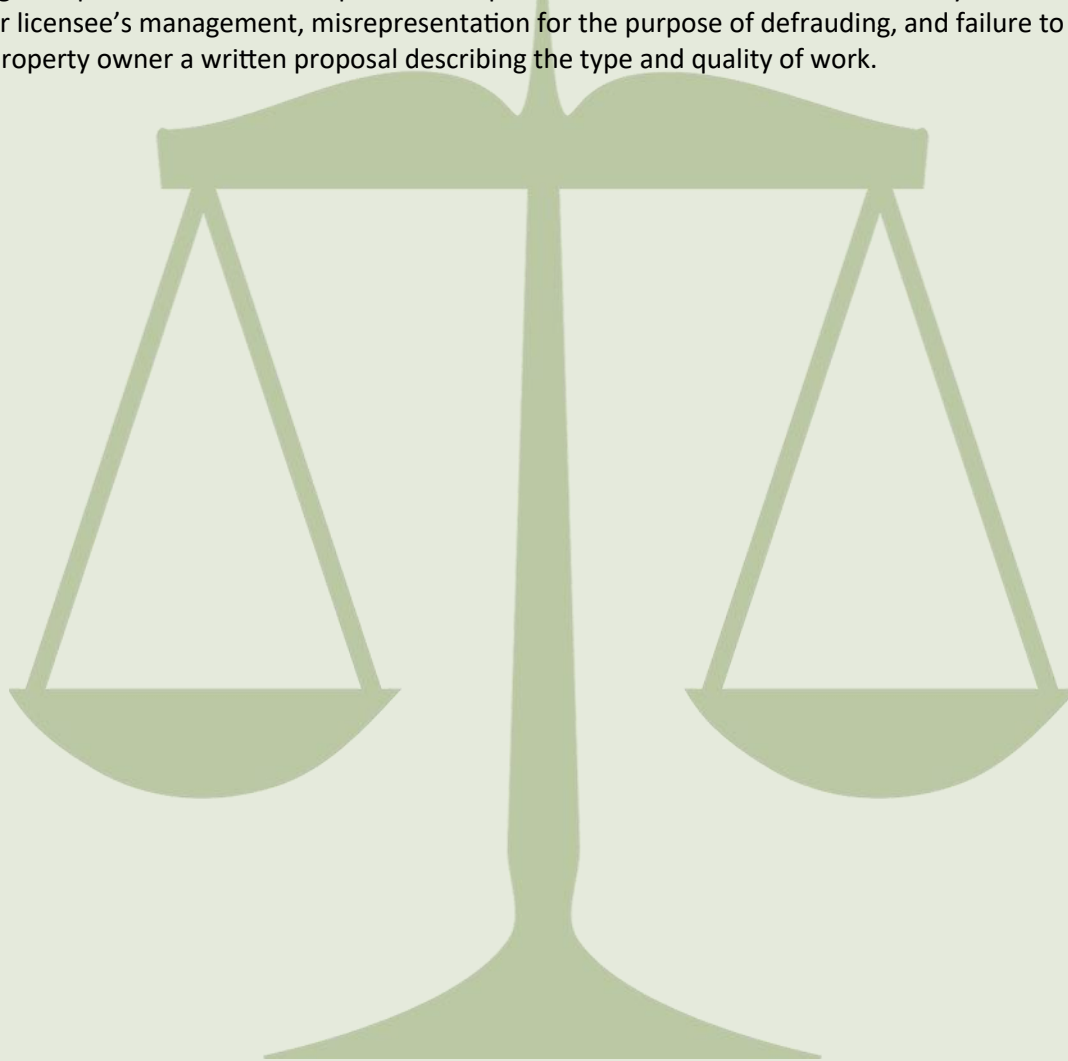 r licensee's management, misrepresentation for the purpose of defrauding, and failure to
roperty owner a written proposal describing the type and quality of work.